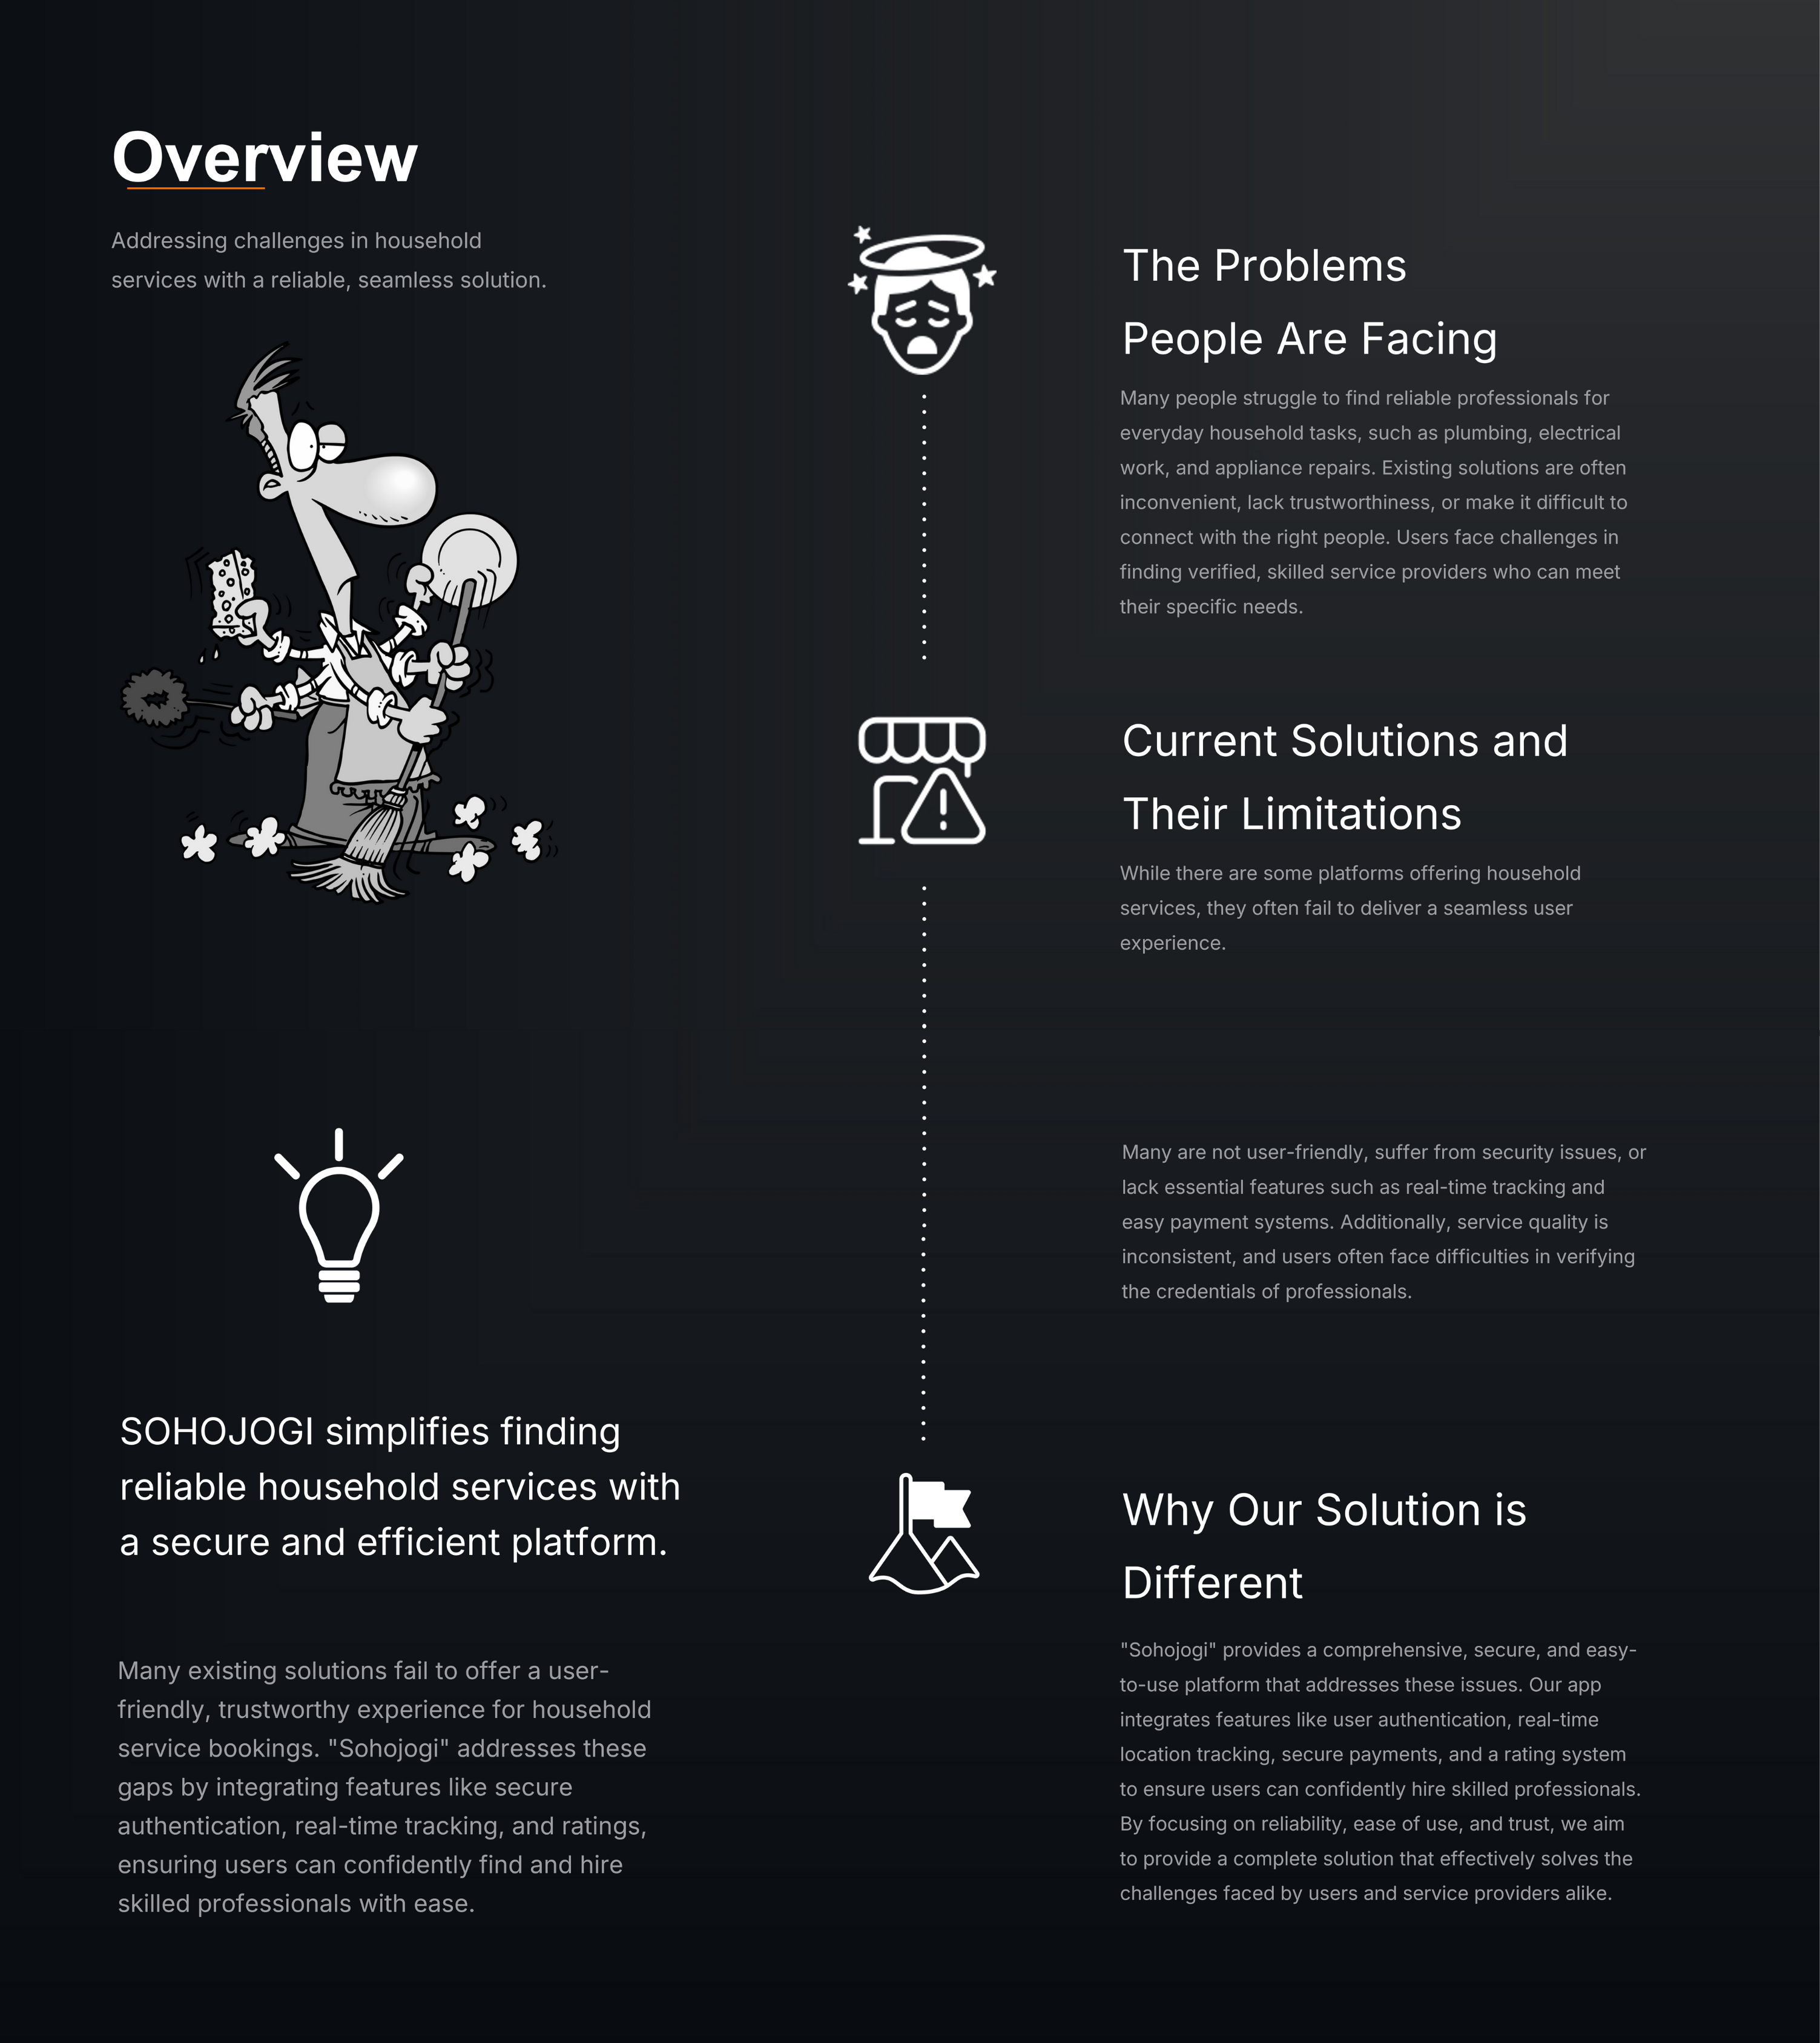 Overview
Addressing challenges in household
services with a reliable, seamless solution.
The Problems
People Are Facing
Many people struggle to find reliable professionals for
everyday household tasks, such as plumbing, electrical
work, and appliance repairs. Existing solutions are often
inconvenient, lack trustworthiness, or make it difficult to
connect with the right people. Users face challenges in
finding verified, skilled service providers who can meet
their specific needs.
Current Solutions and
Their Limitations
While there are some platforms offering household
services, they often fail to deliver a seamless user
experience.
Many are not user-friendly, suffer from security issues, or
lack essential features such as real-time tracking and
easy payment systems. Additionally, service quality is
inconsistent, and users often face difficulties in verifying
the credentials of professionals.
SOHOJOGI simplifies finding
reliable household services with
a secure and efficient platform.
Many existing solutions fail to offer a user-
friendly, trustworthy experience for household
service bookings. "Sohojogi" addresses these
gaps by integrating features like secure
authentication, real-time tracking, and ratings,
ensuring users can confidently find and hire
skilled professionals with ease.
Why Our Solution is
Different
"Sohojogi" provides a comprehensive, secure, and easy-
to-use platform that addresses these issues. Our app
integrates features like user authentication, real-time
location tracking, secure payments, and a rating system
to ensure users can confidently hire skilled professionals.
By focusing on reliability, ease of use, and trust, we aim
to provide a complete solution that effectively solves the
challenges faced by users and service providers alike.